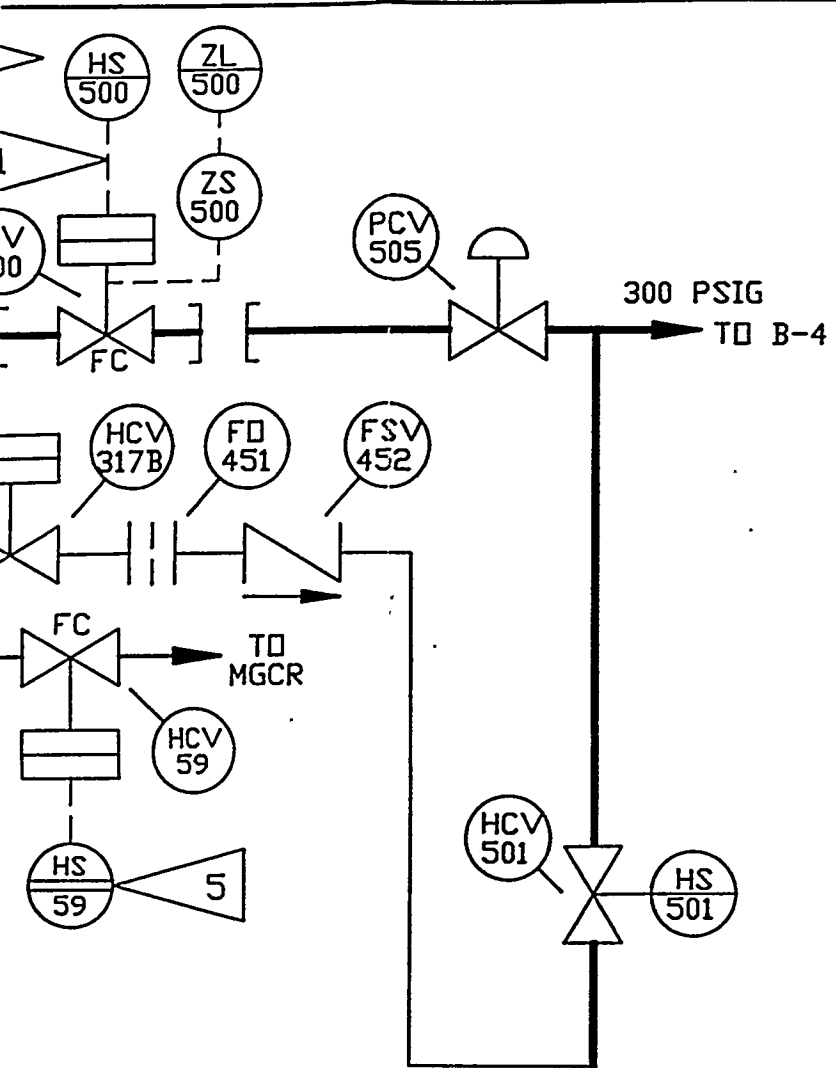 HS
500
ZL
500
ZS
500
PCV
505
300 PSIG
TO B-4
FC
HCV
317B
FO
451
FSV
452
FC
TO
MGCR
HCV
59
HS
59
5
HCV
501
HS
501